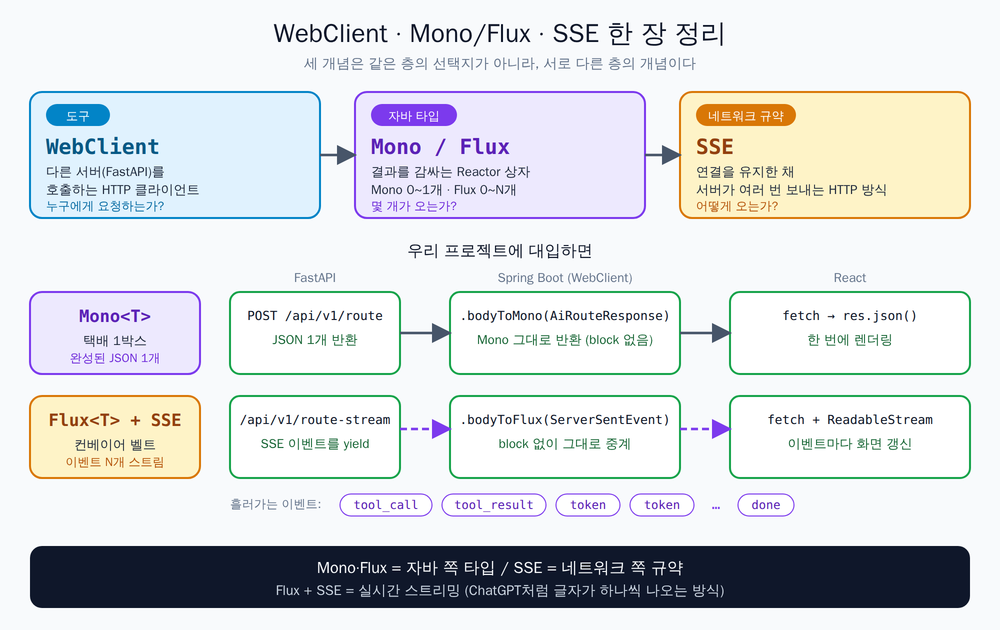 WebClient · Mono/Flux · SSE 한 장 정리
세 개념은 같은 층의 선택지가 아니라, 서로 다른 층의 개념이다
도구
WebClient
다른 서버(FastAPI)를
호출하는 HTTP 클라이언트
누구에게 요청하는가?
자바 타입
Mono / Flux
결과를 감싸는 Reactor 상자
Mono 0~1개 · Flux 0~N개
몇 개가 오는가?
네트워크 규약
SSE
연결을 유지한 채
서버가 여러 번 보내는 HTTP 방식
어떻게 오는가?
우리 프로젝트에 대입하면
FastAPI
Spring Boot (WebClient)
React
Mono<T>
택배 1박스
완성된 JSON 1개
POST /api/v1/route
JSON 1개 반환
.bodyToMono(AiRouteResponse)
Mono 그대로 반환 (block 없음)
fetch → res.json()
한 번에 렌더링
Flux<T> + SSE
컨베이어 벨트
이벤트 N개 스트림
/api/v1/route-stream
SSE 이벤트를 yield
.bodyToFlux(ServerSentEvent)
block 없이 그대로 중계
fetch + ReadableStream
이벤트마다 화면 갱신
흘러가는 이벤트:
tool_call
tool_result
token
token
…
done
Mono·Flux = 자바 쪽 타입 / SSE = 네트워크 쪽 규약
Flux + SSE = 실시간 스트리밍 (ChatGPT처럼 글자가 하나씩 나오는 방식)